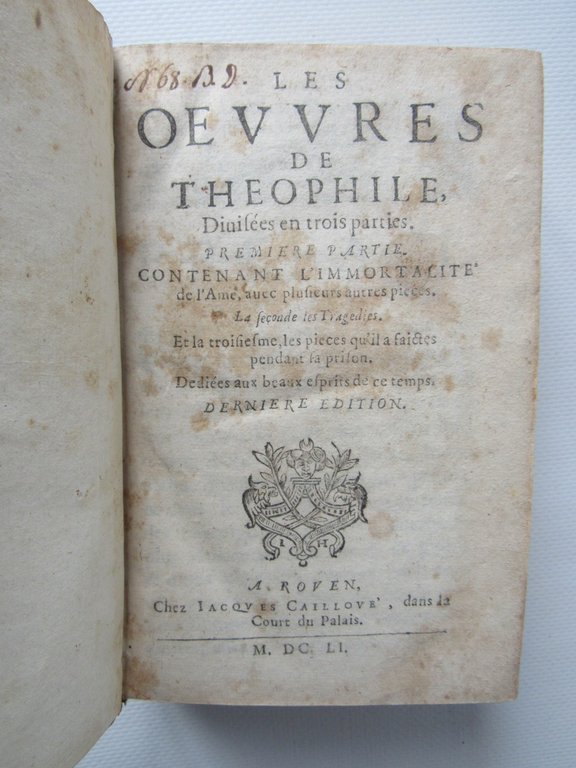 N 68. B 2.
LES
OEVVRES
DE
THEOPHILE,
Diuisées en trois parties.
PREMIERE PARTIE.
CONTENANT L'IMMORTALITÉ
de l'Ame, auec plusieurs autres pieces.
La seconde les Tragedies.
Et la troisiesme, les pieces qu'il a faictes
pendant sa prison.
Dediées aux beaux esprits de ce temps.
DERNIERE EDITION.
A ROVEN,
Chez IACQVES CAILLOVÉ, dans la
Court du Palais.
M. DC. LI.